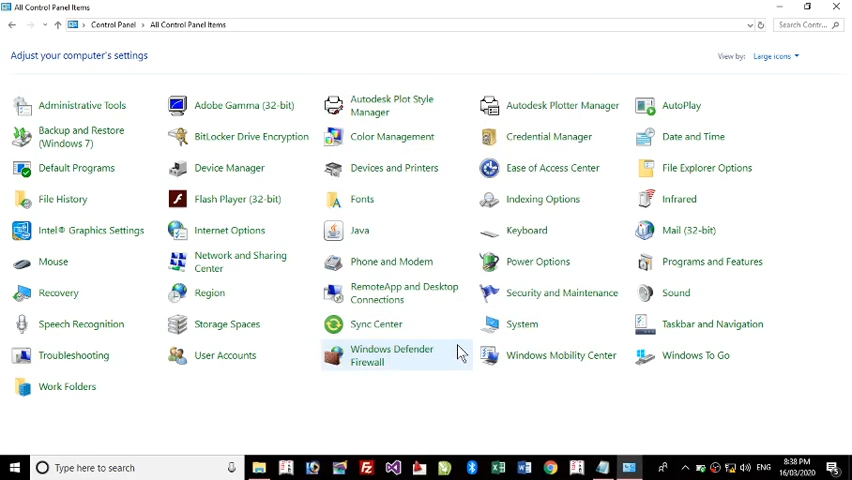 All Control Panel Items
Control Panel > All Control Panel Items
Search Contr...
Adjust your computer's settings
View by: Large icons
Administrative Tools
Adobe Gamma (32-bit)
Autodesk Plot Style
Manager
Autodesk Plotter Manager
AutoPlay
Backup and Restore
(Windows 7)
BitLocker Drive Encryption
Color Management
Credential Manager
Date and Time
Default Programs
Device Manager
Devices and Printers
Ease of Access Center
File Explorer Options
File History
Flash Player (32-bit)
Fonts
Indexing Options
Infrared
Intel® Graphics Settings
Internet Options
Java
Keyboard
Mail (32-bit)
Mouse
Network and Sharing
Center
Phone and Modem
Power Options
Programs and Features
Recovery
Region
RemoteApp and Desktop
Connections
Security and Maintenance
Sound
Speech Recognition
Storage Spaces
Sync Center
System
Taskbar and Navigation
Troubleshooting
User Accounts
Windows Defender
Firewall
Windows Mobility Center
Windows To Go
Work Folders
Type here to search
ENG
8:38 PM
16/03/2020